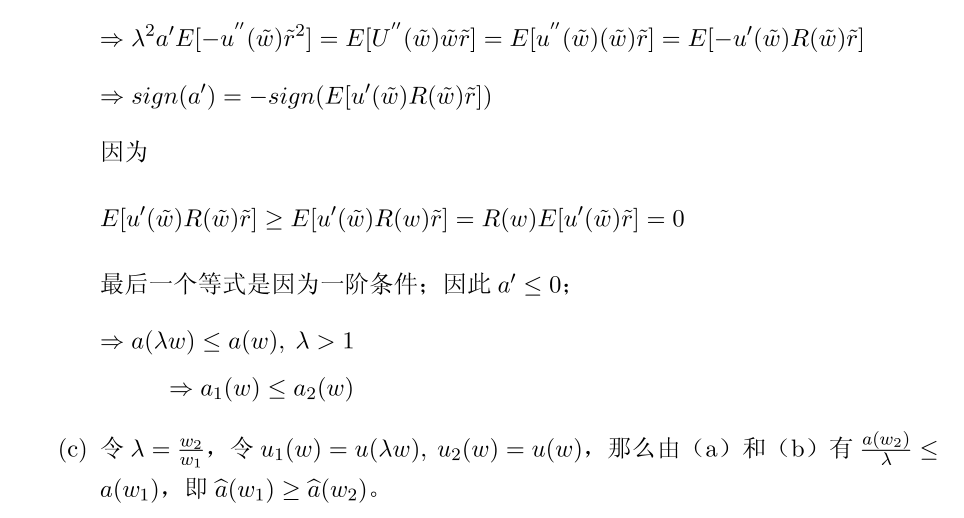 ⇒ λ²a′E[−u″(w̃)r̃²] = E[U″(w̃)w̃r̃] = E[u″(w̃)(w̃)r̃] = E[−u′(w̃)R(w̃)r̃]
⇒ sign(a′) = −sign(E[u′(w̃)R(w̃)r̃])
因为
E[u′(w̃)R(w̃)r̃] ≥ E[u′(w̃)R(w)r̃] = R(w)E[u′(w̃)r̃] = 0
最后一个等式是因为一阶条件；因此 a′ ≤ 0；
⇒ a(λw) ≤ a(w), λ > 1
⇒ a₁(w) ≤ a₂(w)
(c) 令 λ = w₂/w₁，令 u₁(w) = u(λw), u₂(w) = u(w)，那么由（a）和（b）有 a(w₂)/λ ≤
a(w₁)，即 â(w₁) ≥ â(w₂)。